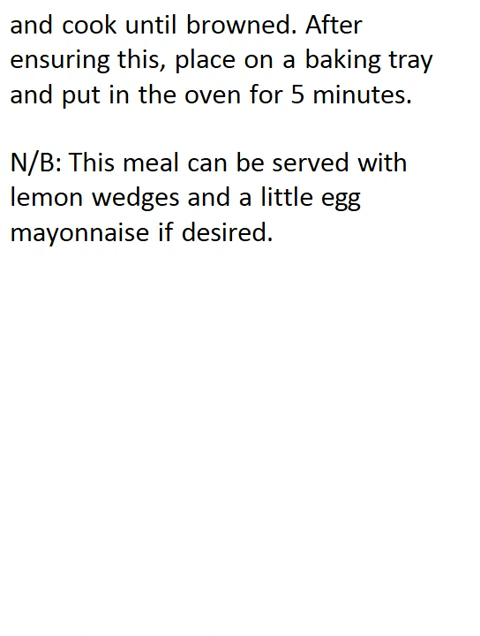 and cook until browned. After
ensuring this, place on a baking tray
and put in the oven for 5 minutes.
N/B: This meal can be served with
lemon wedges and a little egg
mayonnaise if desired.